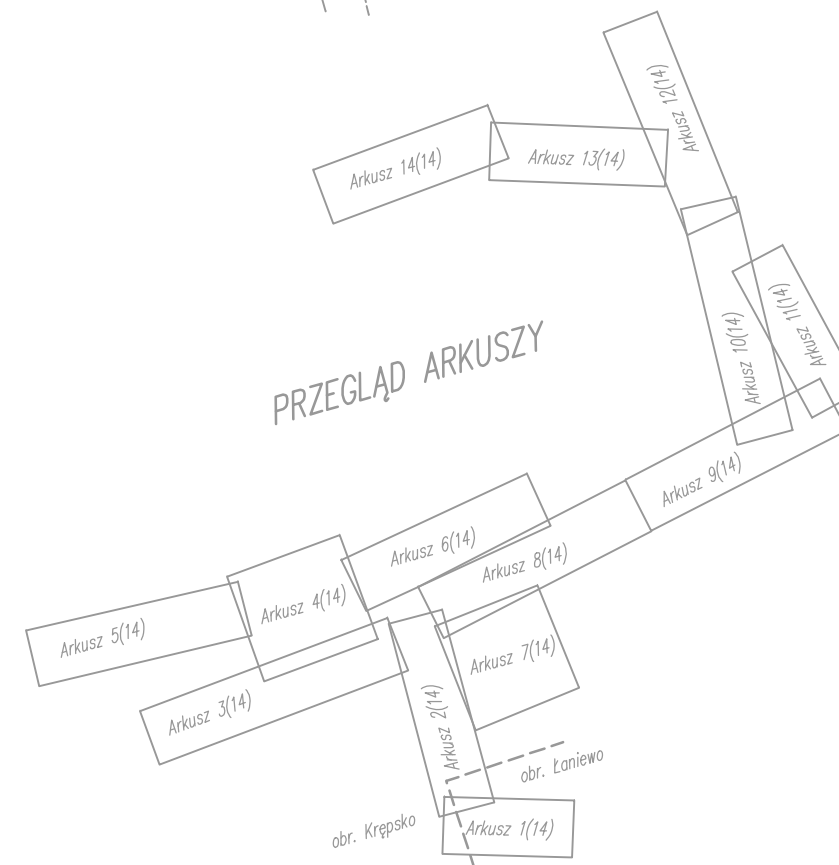 Arkusz 12(14)
Arkusz 14(14)
Arkusz 13(14)
Arkusz 11(14)
Arkusz 10(14)
PRZEGLĄD ARKUSZY
Arkusz 9(14)
Arkusz 6(14)
Arkusz 8(14)
Arkusz 4(14)
Arkusz 5(14)
Arkusz 7(14)
Arkusz 3(14)
Arkusz 2(14)
obr. Łaniewo
obr. Krępsko
Arkusz 1(14)